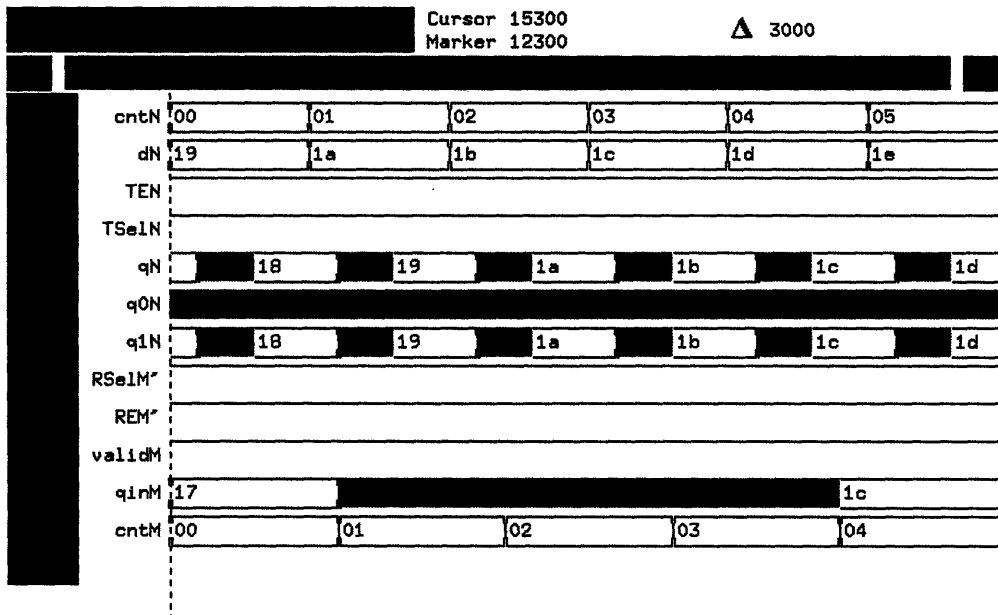 Cursor 15300
Marker 12300
Δ 3000
cntN 00 01 02 03 04 05
dN 19 1a 1b 1c 1d 1e
TEN
TSelN
qN 18 19 1a 1b 1c 1d
q0N
q1N 18 19 1a 1b 1c 1d
RSelM″
REM″
validM
qinM 17 1c
cntM 00 01 02 03 04